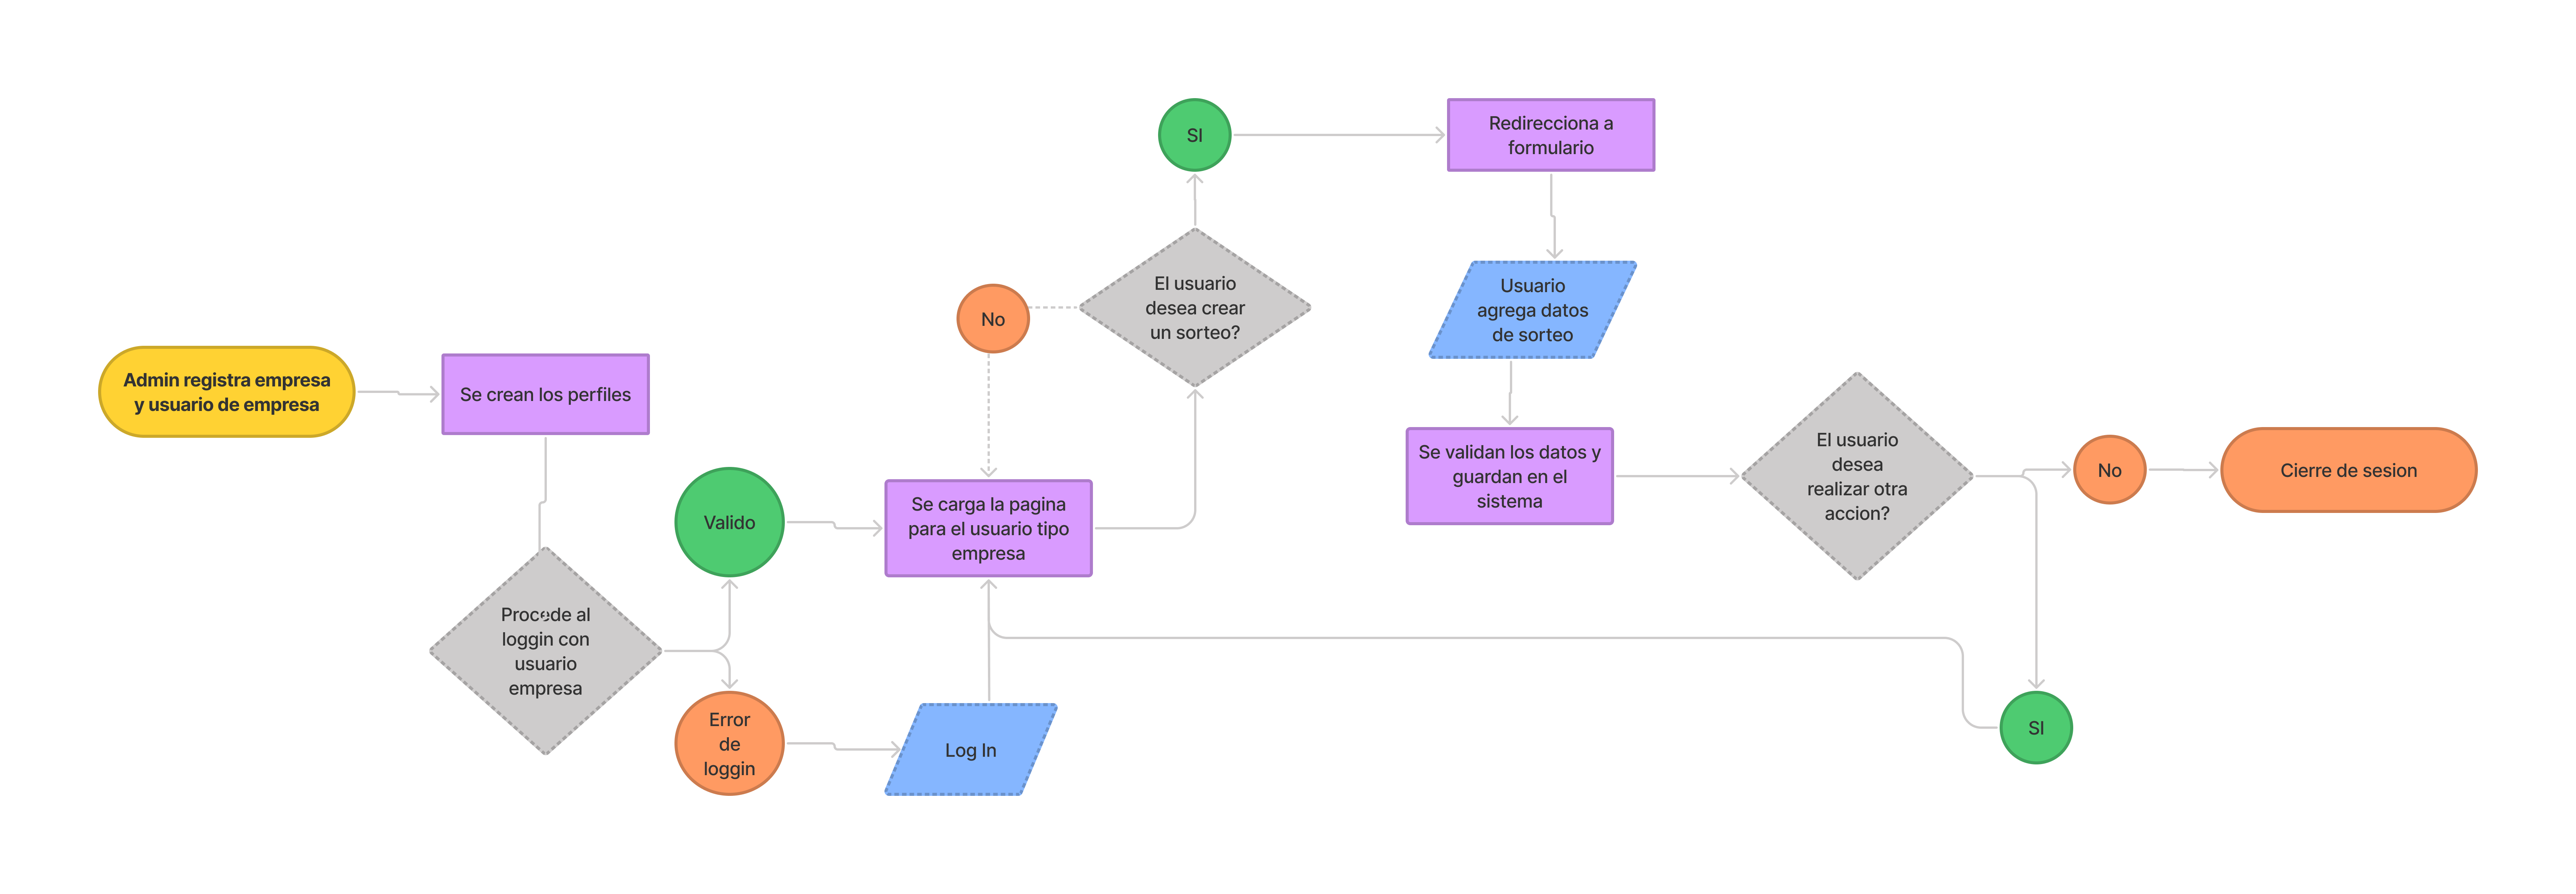 Admin registra empresa
y usuario de empresa
Se crean los perfiles
Procede al
loggin con
usuario
empresa
Valido
Error
de
loggin
Log In
Se carga la pagina
para el usuario tipo
empresa
No
El usuario
desea crear
un sorteo?
SI
Redirecciona a
formulario
Usuario
agrega datos
de sorteo
Se validan los datos y
guardan en el
sistema
El usuario
desea
realizar otra
accion?
No
Cierre de sesion
SI